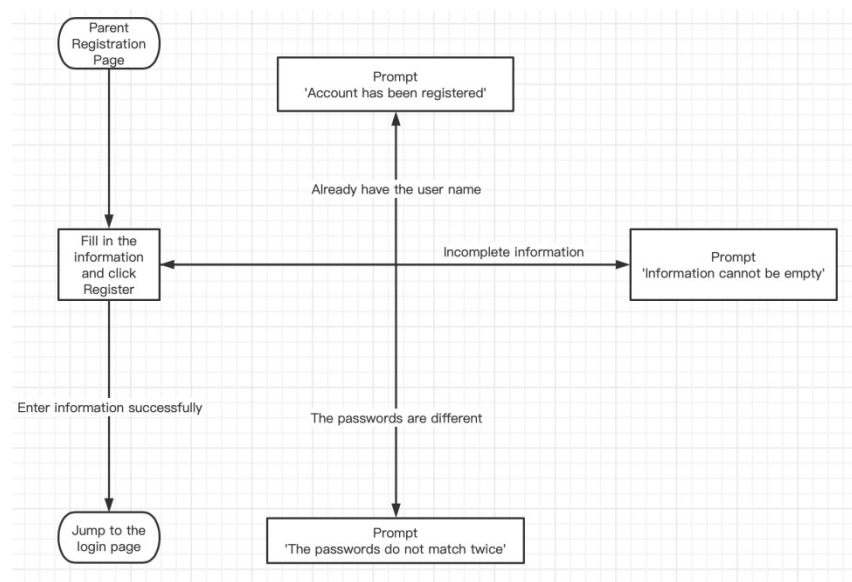 Parent
Registration
Page
Prompt
'Account has been registered'
Already have the user name
Fill in the
information
and click
Register
Incomplete information
Prompt
'Information cannot be empty'
Enter information successfully
The passwords are different
Jump to the
login page
Prompt
'The passwords do not match twice'